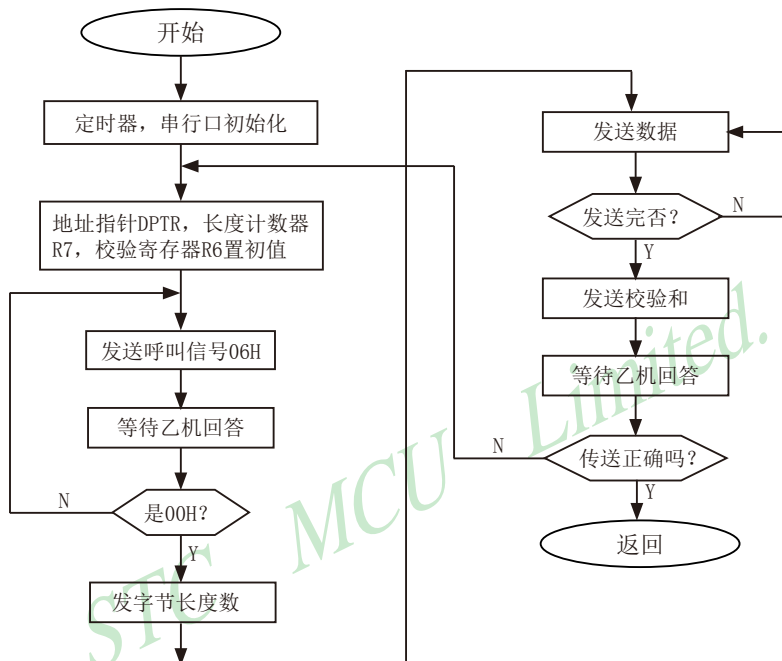 开始
定时器，串行口初始化
地址指针DPTR，长度计数器
R7，校验寄存器R6置初值
发送呼叫信号06H
等待乙机回答
是00H？
N
Y
发字节长度数
发送数据
发送完否？
N
Y
发送校验和
等待乙机回答
传送正确吗？
N
Y
返回
STC MCU Limited.